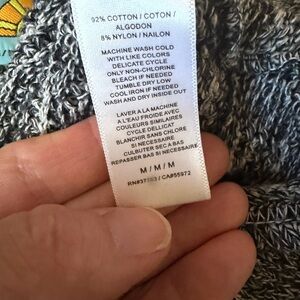 92% COTTON / COTON /
ALGODON
8% NYLON / NAILON
MACHINE WASH COLD
WITH LIKE COLORS
DELICATE CYCLE
ONLY NON-CHLORINE
BLEACH IF NEEDED
TUMBLE DRY LOW
COOL IRON IF NEEDED
WASH AND DRY INSIDE OUT
LAVER A LA MACHINE
A L'EAU FROIDE AVEC
COULEURS SIMILAIRES
CYCLE DELICAT
BLANCHIR SANS CHLORE
SI NECESSAIRE
CULBUTER SEC A BAS
REPASSER BAS SI NECESSAIRE
M / M / M
CA#55972